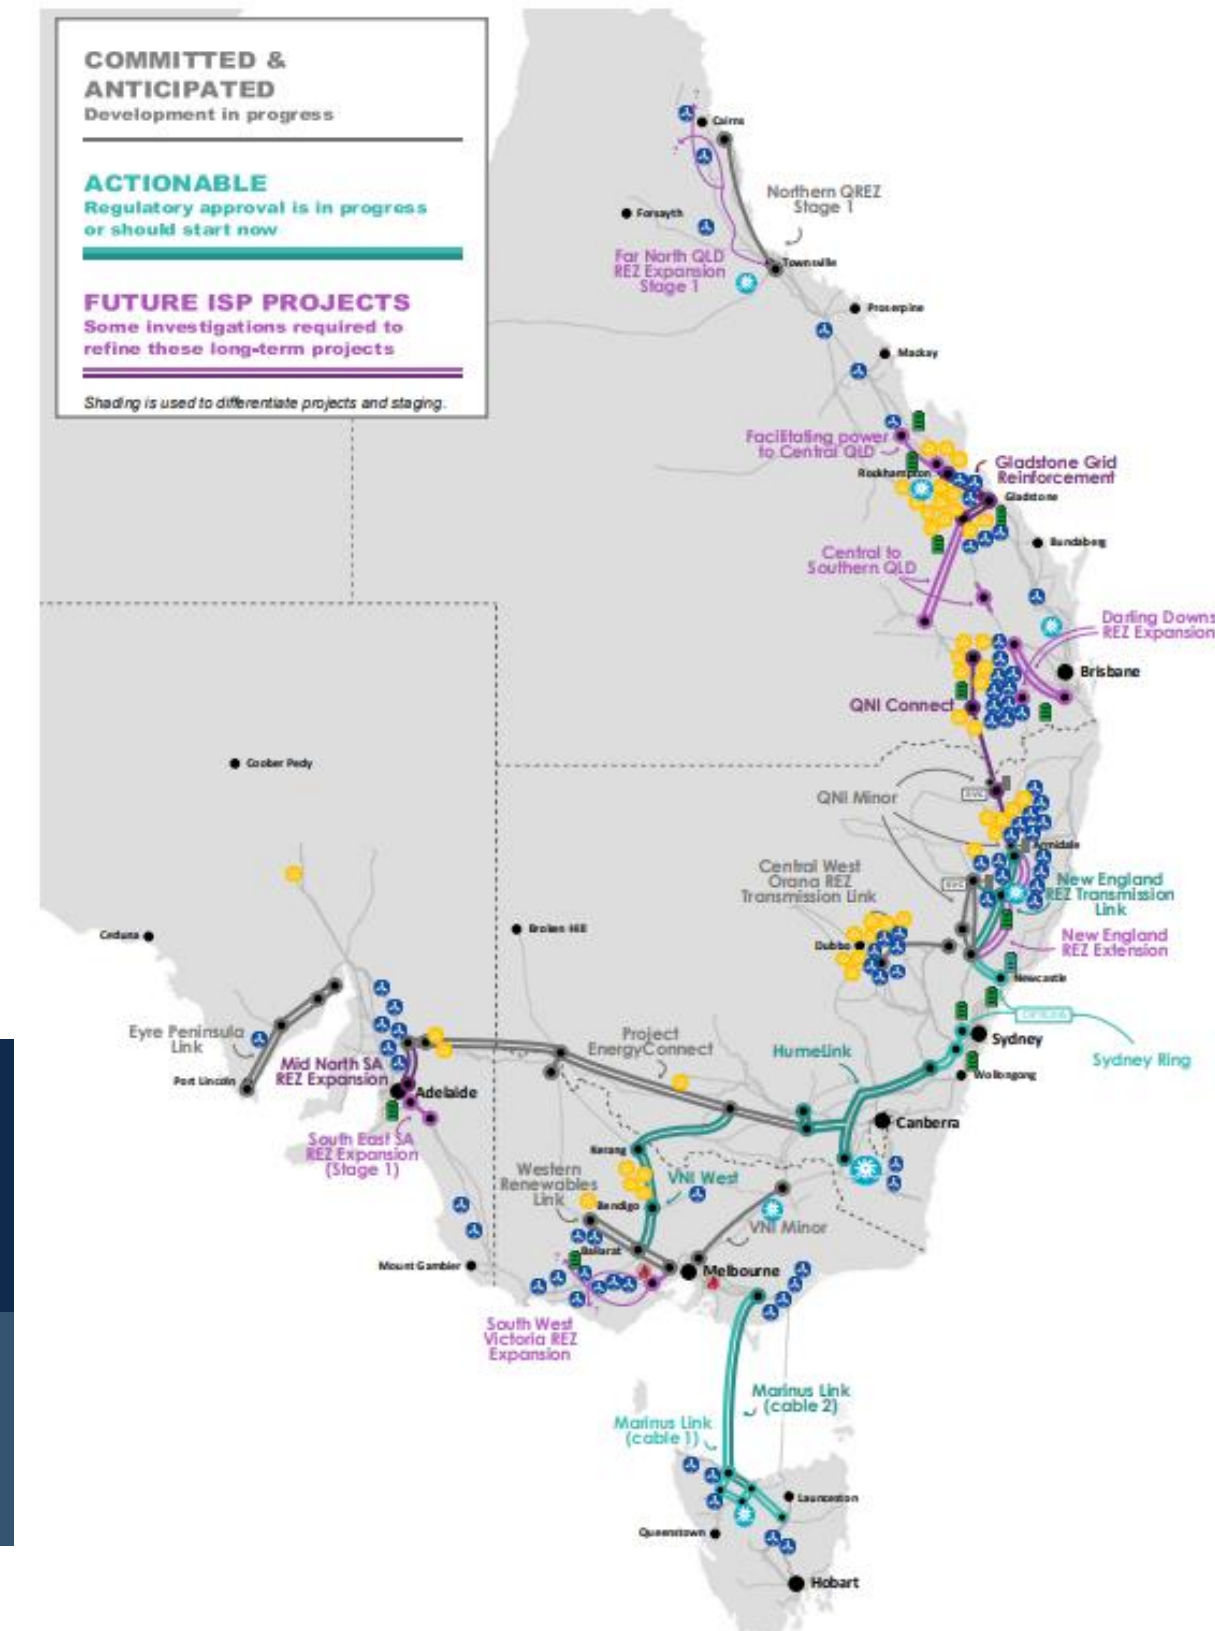 COMMITTED &
ANTICIPATED
Development in progress
ACTIONABLE
Regulatory approval is in progress
or should start now
FUTURE ISP PROJECTS
Some investigations required to
refine these long-term projects
Shading is used to differentiate projects and staging.
Cairns
Northern QREZ
Stage 1
Forsayth
Far North QLD
REZ Expansion
Stage 1
Townsville
Proserpine
Mackay
Facilitating power
to Central QLD
Rockhampton
Gladstone Grid
Reinforcement
Gladstone
Central to
Southern QLD
Bundaberg
Darling Downs
REZ Expansion
Brisbane
QNI Connect
Coober Pedy
QNI Minor
Armidale
Central West
Orana REZ
Transmission Link
New England
REZ Transmission
Link
New England
REZ Extension
Broken Hill
Ceduna
Dubbo
Newcastle
Eyre Peninsula
Link
Port Lincoln
Mid North SA
REZ Expansion
Adelaide
Project
EnergyConnect
HumeLink
Sydney
Sydney Ring
Wollongong
Canberra
South East SA
REZ Expansion
(Stage 1)
Kerang
Western
Renewables
Link
VNI West
Bendigo
VNI Minor
Ballarat
Mount Gambier
Melbourne
South West
Victoria REZ
Expansion
Marinus Link
(cable 2)
Marinus Link
(cable 1)
Launceston
Queenstown
Hobart